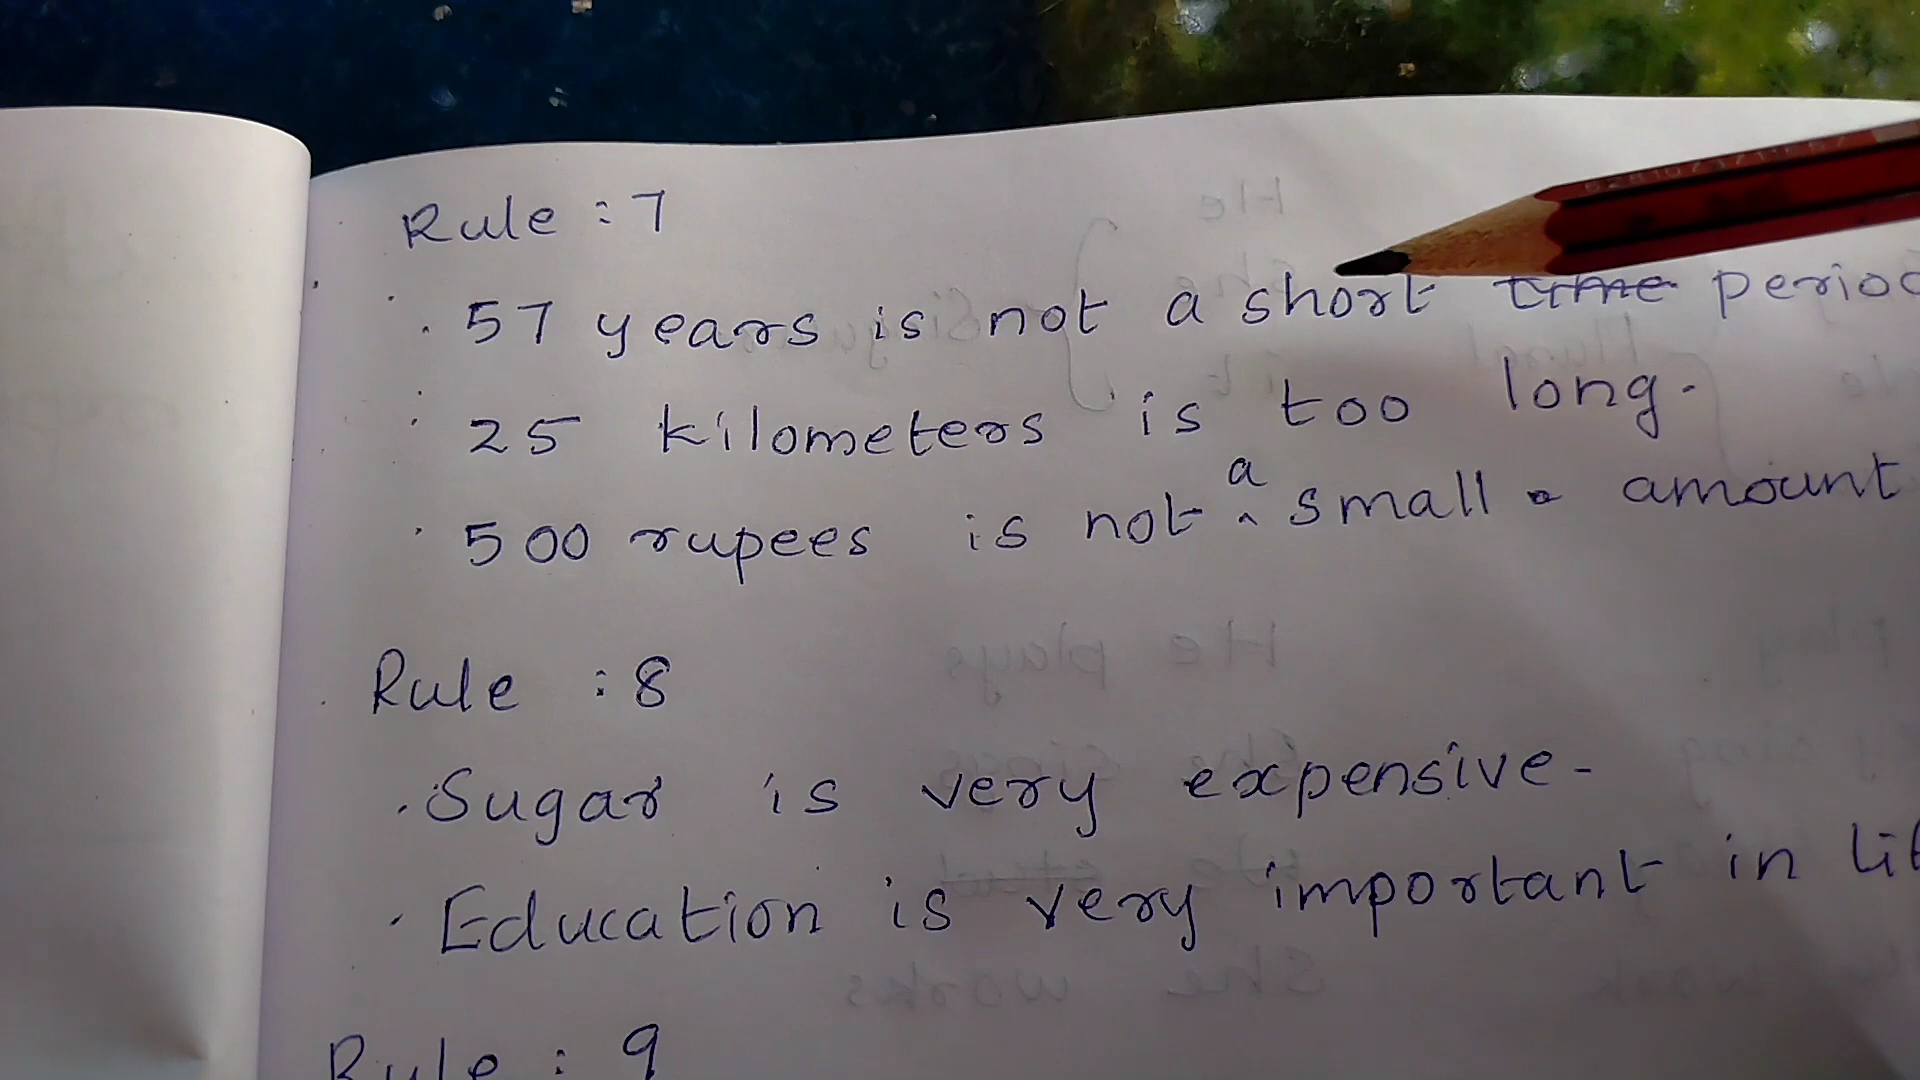 Rule : 7
. 57 years is not a short time period
. 25 kilometers is too long.
. 500 rupees is not a small amount
Rule : 8
. Sugar is very expensive.
. Education is very important in
Rule : 9